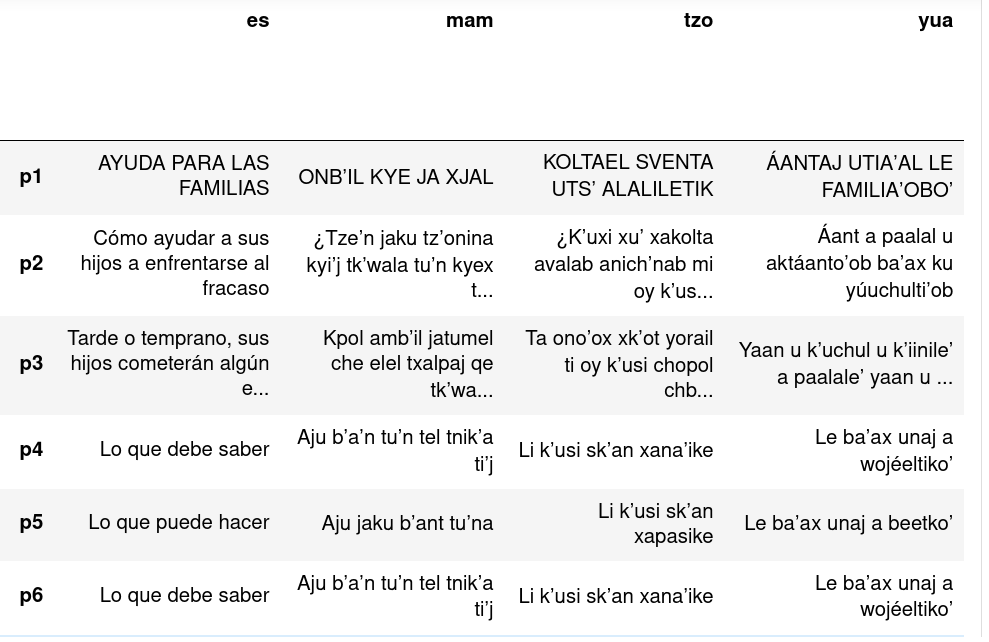 es mam tzo yua
p1 AYUDA PARA LAS FAMILIAS ONB’IL KYE JA XJAL KOLTAEL SVENTA UTS’ ALALILETIK ÁANTAJ UTIA’AL LE FAMILIA’OBO’
p2 Cómo ayudar a sus hijos a enfrentarse al fracaso ¿Tze’n jaku tz’onina kyi’j tk’wala tu’n kyex t... ¿K’uxi xu’ xakolta avalab anich’nab mi oy k’us... Áant a paalal u aktáanto’ob ba’ax ku yúuchulti’ob
p3 Tarde o temprano, sus hijos cometerán algún e... Kpol amb’il jatumel che elel txalpaj qe tk’wa... Ta ono’ox xk’ot yorail ti oy k’usi chopol chb... Yaan u k’uchul u k’iinile’ a paalale’ yaan u ...
p4 Lo que debe saber Aju b’a’n tu’n tel tnik’a ti’j Li k’usi sk’an xana’ike Le ba’ax unaj a wojéeltiko’
p5 Lo que puede hacer Aju jaku b’ant tu’na Li k’usi sk’an xapasike Le ba’ax unaj a beetko’
p6 Lo que debe saber Aju b’a’n tu’n tel tnik’a ti’j Li k’usi sk’an xana’ike Le ba’ax unaj a wojéeltiko’